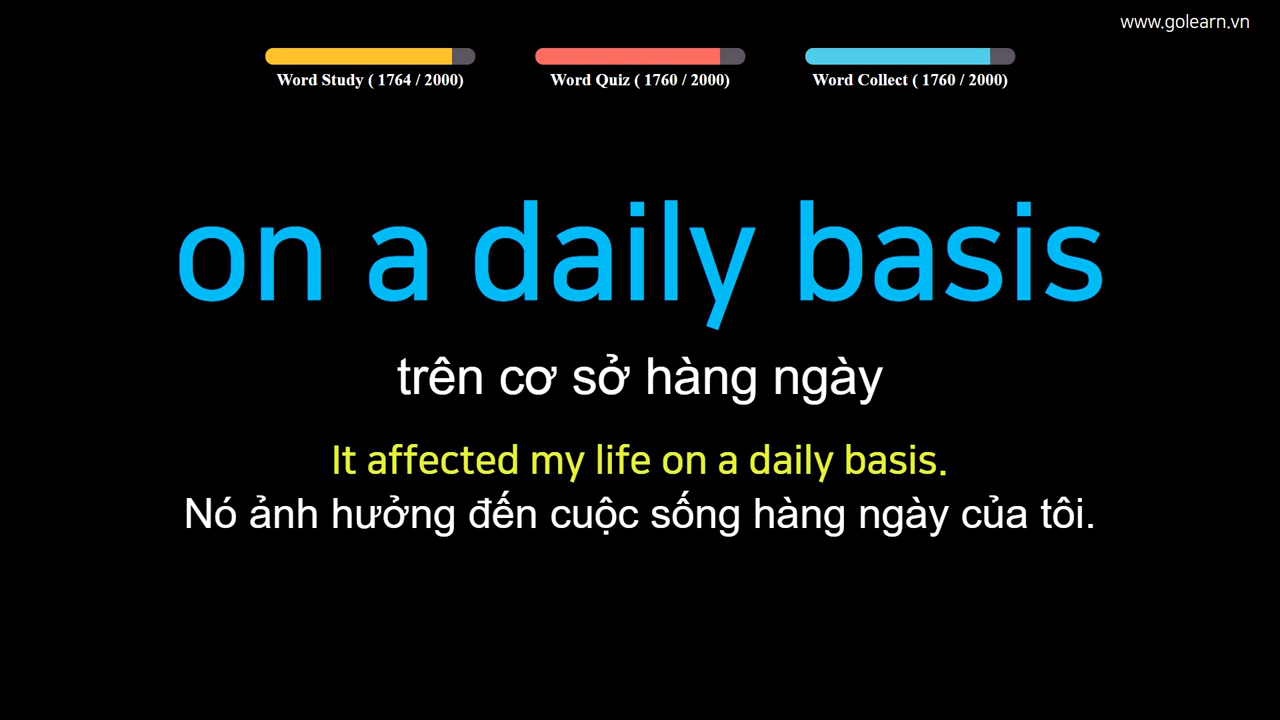 www.golearn.vn
Word Study ( 1764 / 2000)
Word Quiz ( 1760 / 2000)
Word Collect ( 1760 / 2000)
on a daily basis
trên cơ sở hàng ngày
It affected my life on a daily basis.
Nó ảnh hưởng đến cuộc sống hàng ngày của tôi.